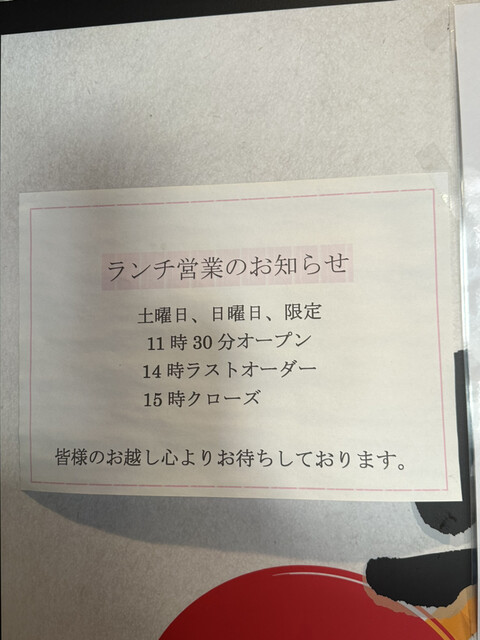 ランチ営業のお知らせ
土曜日、日曜日、限定
11時30分オープン
14時ラストオーダー
15時クローズ
皆様のお越し心よりお待ちしております。